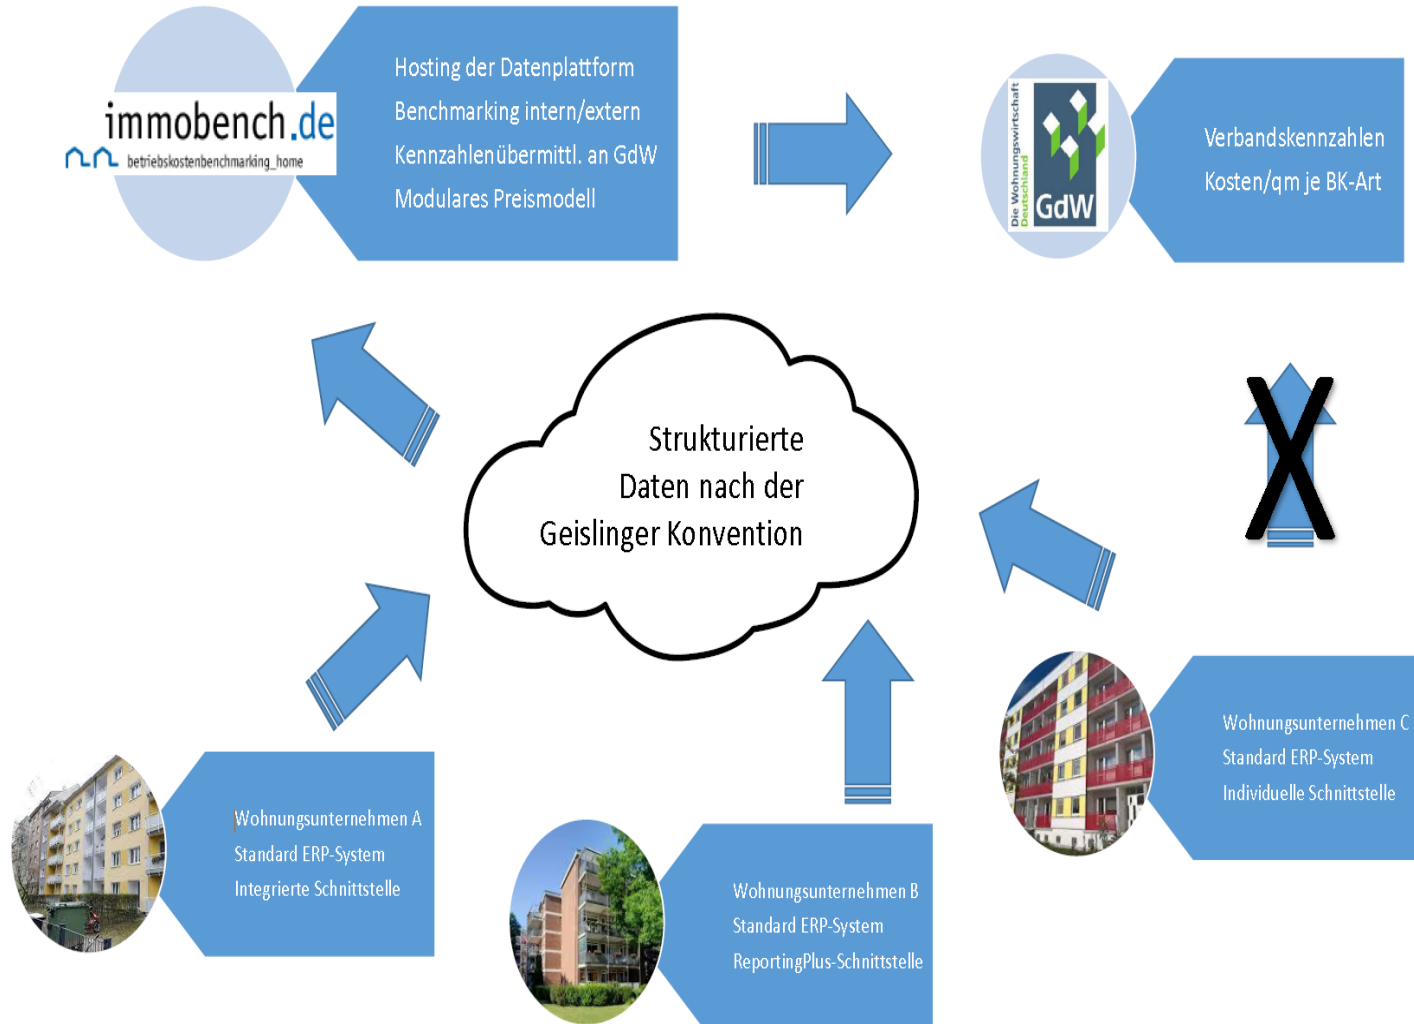 immobench.de
betriebskostenbenchmarking_home
Hosting der Datenplattform
Benchmarking intern/extern
Kennzahlenübermittl. an GdW
Modulares Preismodell
Die Wohnungswirtschaft
Deutschland
GdW
Verbandskennzahlen
Kosten/qm je BK-Art
Strukturierte
Daten nach der
Geislinger Konvention
Wohnungsunternehmen A
Standard ERP-System
Integrierte Schnittstelle
Wohnungsunternehmen B
Standard ERP-System
ReportingPlus-Schnittstelle
Wohnungsunternehmen C
Standard ERP-System
Individuelle Schnittstelle